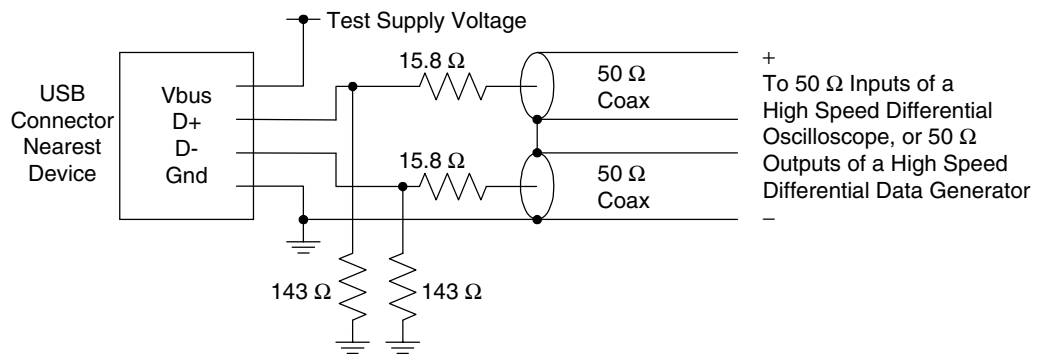 Test Supply Voltage
USB
Connector
Nearest
Device
Vbus
D+
D-
Gnd
15.8 Ω
50 Ω
Coax
15.8 Ω
50 Ω
Coax
+
To 50 Ω Inputs of a
High Speed Differential
Oscilloscope, or 50 Ω
Outputs of a High Speed
Differential Data Generator
−
143 Ω
143 Ω